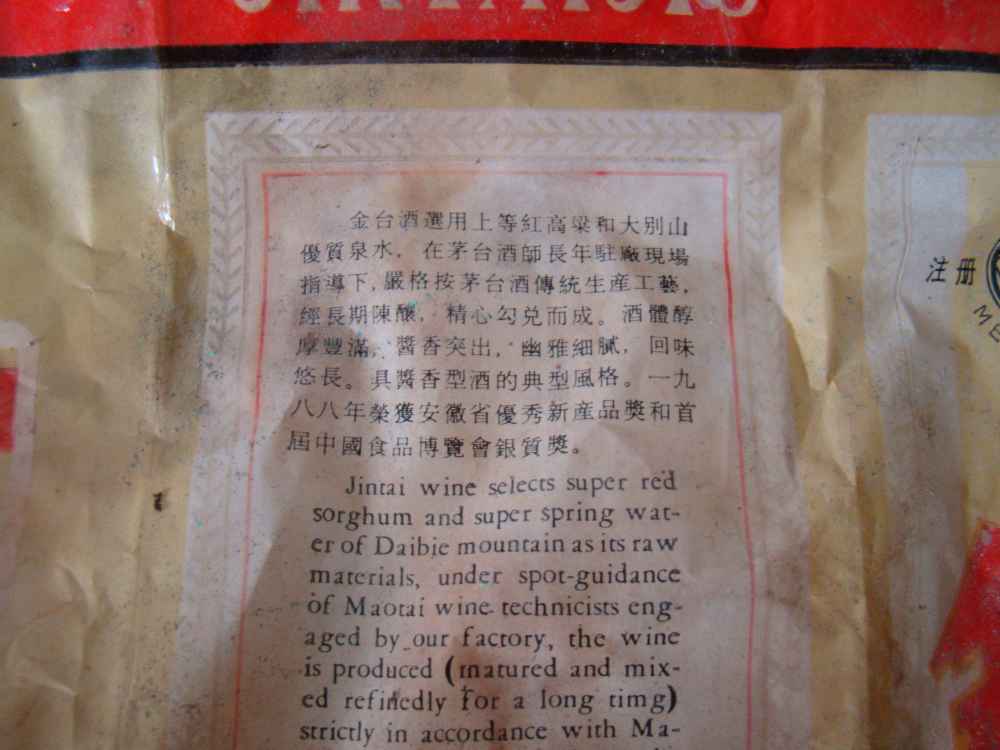 金台酒選用上等紅高粱和大別山
優質泉水，在茅台酒師長年駐廠現場
指導下,嚴格按茅台酒傳統生産工藝，
經長期陳釀，精心勾兑而成。酒體醇
厚豐滿，醬香突出，幽雅細膩，回味
悠長。具醬香型酒的典型風格。一九
八八年榮獲安徽省優秀新産品獎和首
屆中國食品博覽會銀質獎。
Jintai wine selects super red
sorghum and super spring wat-
er of Daibie mountain as its raw
materials, under spot-guidance
of Maotai wine technicists eng-
aged by our factory, the wine
is produced (matured and mix-
ed refinedly for a long timg)
strictly in accordance with Ma-
注册